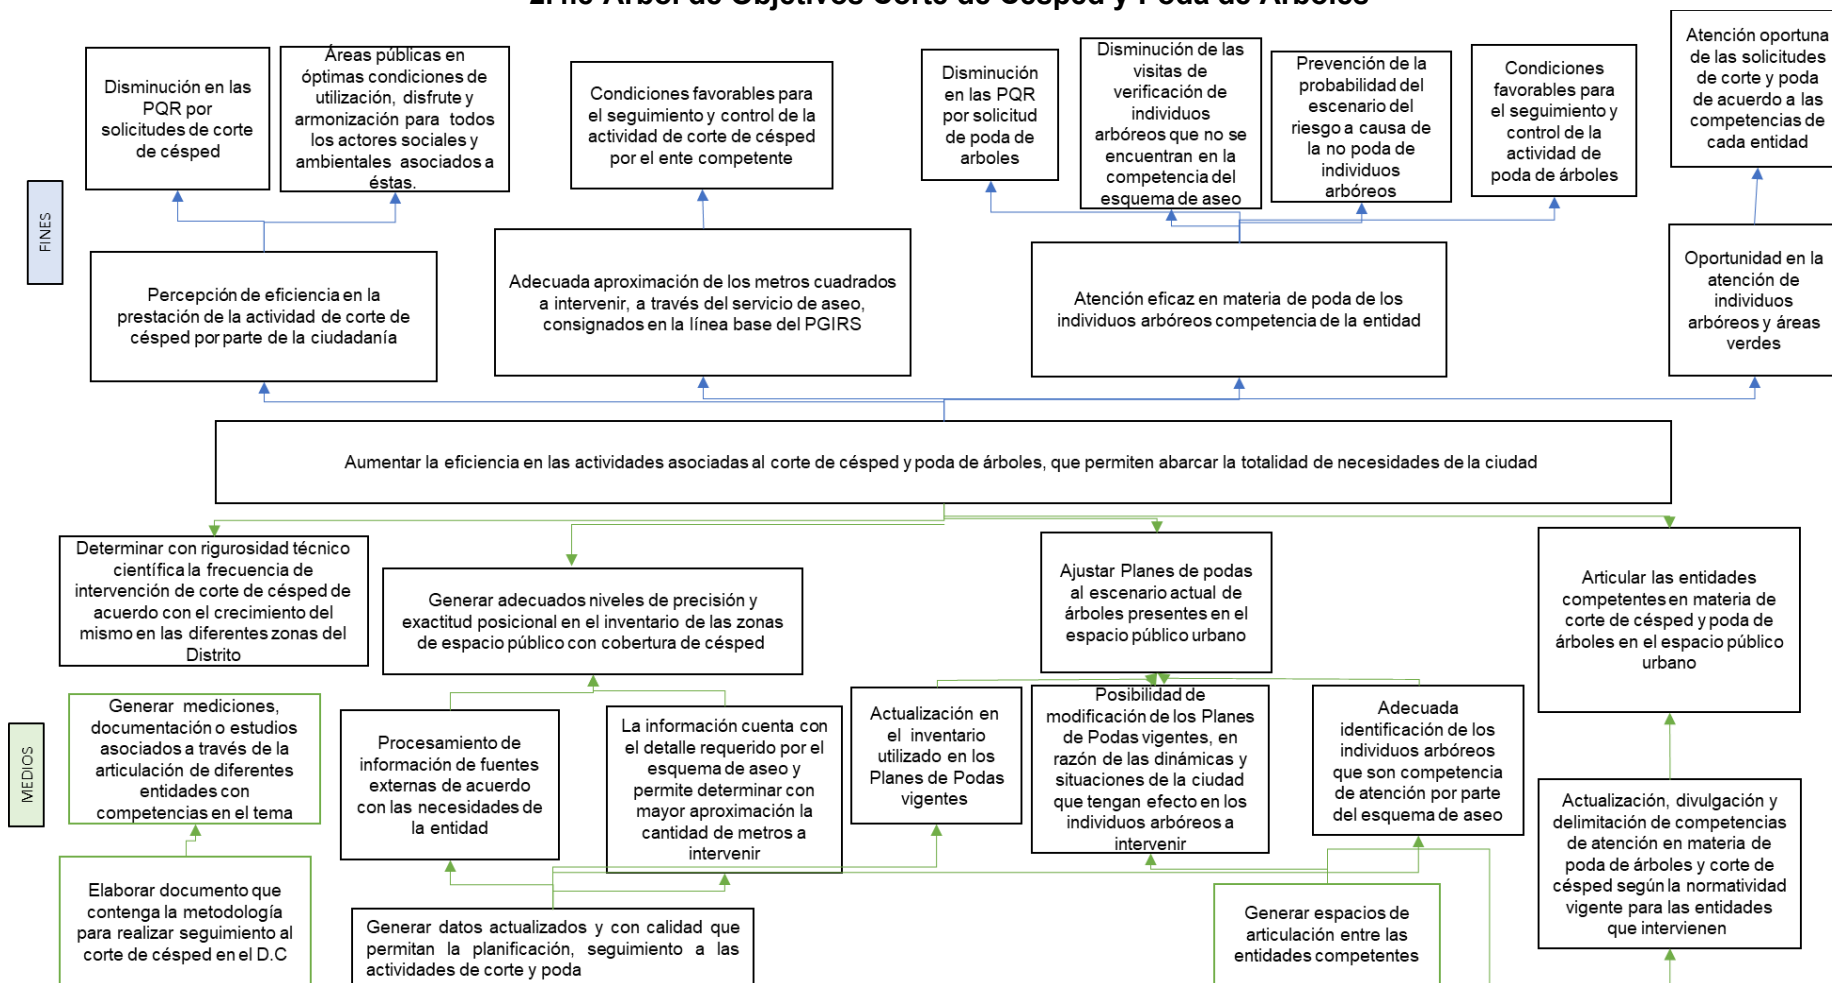 2.4.9 Árbol de Objetivos Corte de Césped y Poda de Árboles
FINES
Disminución en las
PQR por
solicitudes de corte
de césped
Áreas públicas en
óptimas condiciones de
utilización, disfrute y
armonización para todos
los actores sociales y
ambientales asociados a
éstas.
Condiciones favorables para
el seguimiento y control de la
actividad de corte de césped
por el ente competente
Disminución
en las PQR
por solicitud
de poda de
arboles
Disminución de las
visitas de
verificación de
individuos
arbóreos que no se
encuentran en la
competencia del
esquema de aseo
Prevención de la
probabilidad del
escenario del
riesgo a causa de
la no poda de
individuos
arbóreos
Condiciones
favorables para
el seguimiento y
control de la
actividad de
poda de árboles
Atención oportuna
de las solicitudes
de corte y poda
de acuerdo a las
competencias de
cada entidad
Percepción de eficiencia en la
prestación de la actividad de corte de
césped por parte de la ciudadanía
Adecuada aproximación de los metros cuadrados
a intervenir, a través del servicio de aseo,
consignados en la línea base del PGIRS
Atención eficaz en materia de poda de los
individuos arbóreos competencia de la entidad
Oportunidad en la
atención de
individuos
arbóreos y áreas
verdes
Aumentar la eficiencia en las actividades asociadas al corte de césped y poda de árboles, que permiten abarcar la totalidad de necesidades de la ciudad
MEDIOS
Determinar con rigurosidad técnico
científica la frecuencia de
intervención de corte de césped de
acuerdo con el crecimiento del
mismo en las diferentes zonas del
Distrito
Generar adecuados niveles de precisión y
exactitud posicional en el inventario de las zonas
de espacio público con cobertura de césped
Ajustar Planes de podas
al escenario actual de
árboles presentes en el
espacio público urbano
Articular las entidades
competentes en materia de
corte de césped y poda de
árboles en el espacio público
urbano
Generar mediciones,
documentación o estudios
asociados a través de la
articulación de diferentes
entidades con
competencias en el tema
Procesamiento de
información de fuentes
externas de acuerdo
con las necesidades de
la entidad
La información cuenta con
el detalle requerido por el
esquema de aseo y
permite determinar con
mayor aproximación la
cantidad de metros a
intervenir
Actualización en
el inventario
utilizado en los
Planes de Podas
vigentes
Posibilidad de
modificación de los Planes
de Podas vigentes, en
razón de las dinámicas y
situaciones de la ciudad
que tengan efecto en los
individuos arbóreos a
intervenir
Adecuada
identificación de los
individuos arbóreos
que son competencia
de atención por parte
del esquema de aseo
Actualización, divulgación y
delimitación de competencias
de atención en materia de
poda de árboles y corte de
césped según la normatividad
vigente para las entidades
que intervienen
Elaborar documento que
contenga la metodología
para realizar seguimiento al
corte de césped en el D.C
Generar datos actualizados y con calidad que
permitan la planificación, seguimiento a las
actividades de corte y poda
Generar espacios de
articulación entre las
entidades competentes